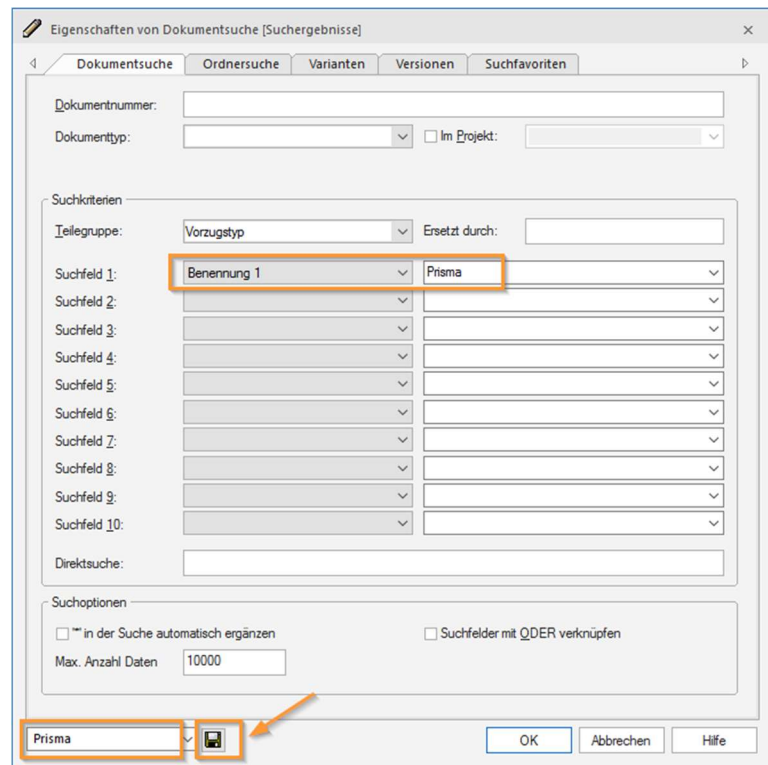 Eigenschaften von Dokumentsuche [Suchergebnisse]
Dokumentsuche Ordnersuche Varianten Versionen Suchfavoriten
Dokumentnummer:
Dokumenttyp: Im Projekt:
Suchkriterien
Teilegruppe: Vorzugstyp Ersetzt durch:
Suchfeld 1: Benennung 1 Prisma
Suchfeld 2:
Suchfeld 3:
Suchfeld 4:
Suchfeld 5:
Suchfeld 6:
Suchfeld 7:
Suchfeld 8:
Suchfeld 9:
Suchfeld 10:
Direktsuche:
Suchoptionen
"*" in der Suche automatisch ergänzen Suchfelder mit ODER verknüpfen
Max. Anzahl Daten 10000
Prisma OK Abbrechen Hilfe